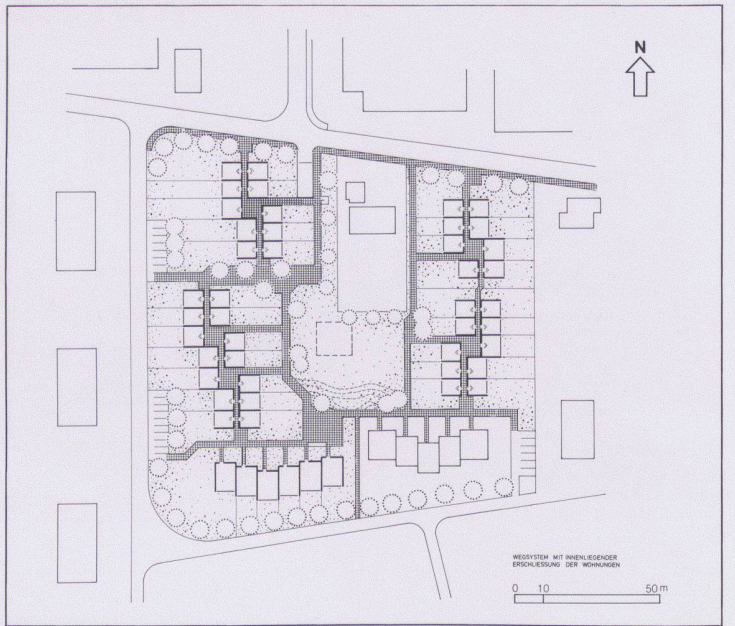 N
WEGSYSTEM MIT INNENLIEGENDER
ERSCHLIESSUNG DER WOHNUNGEN
0 10 50 m